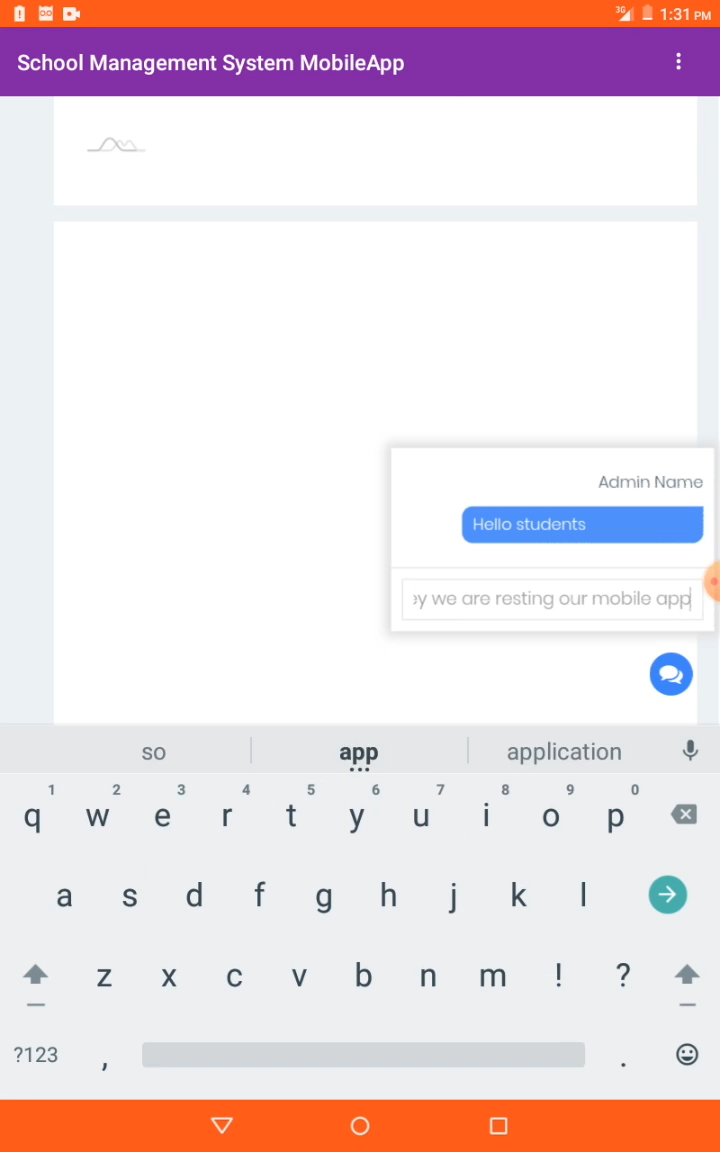 3G 1:31 PM
School Management System MobileApp
Admin Name
Hello students
we are resting our mobile app
so app application
1 2 3 4 5 6 7 8 9 0
q w e r t y u i o p
a s d f g h j k l
z x c v b n m ! ?
?123 , .